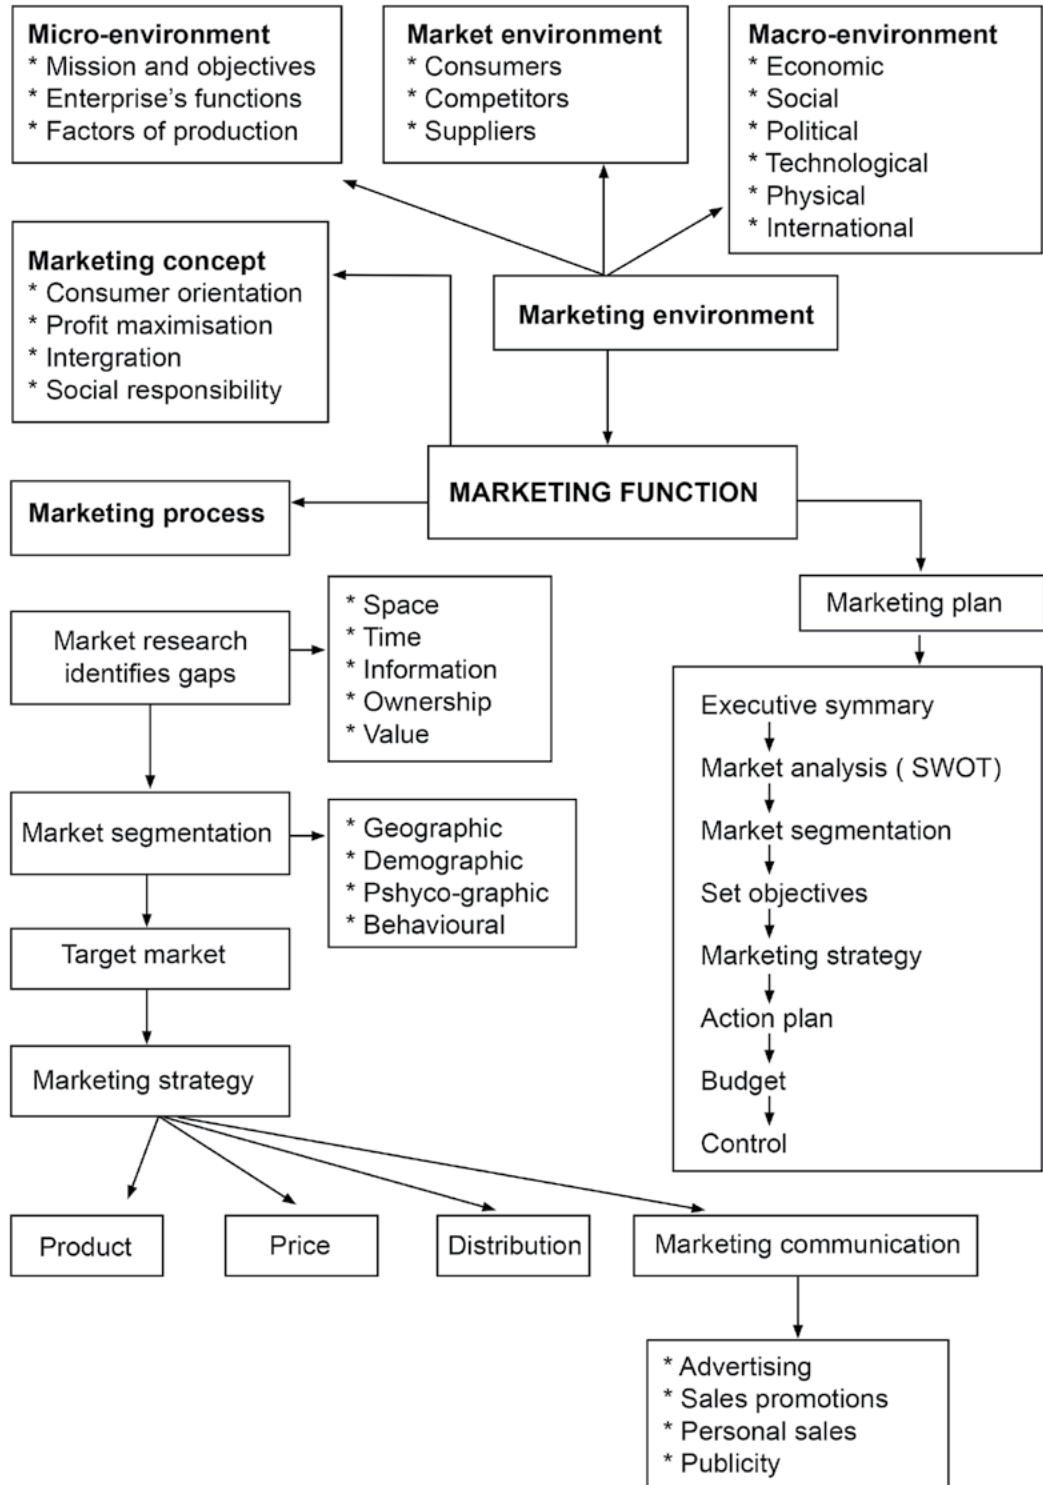 Micro-environment
* Mission and objectives
* Enterprise's functions
* Factors of production
Market environment
* Consumers
* Competitors
* Suppliers
Macro-environment
* Economic
* Social
* Political
* Technological
* Physical
* International
Marketing concept
* Consumer orientation
* Profit maximisation
* Intergration
* Social responsibility
Marketing environment
MARKETING FUNCTION
Marketing process
Marketing plan
Market research
identifies gaps
* Space
* Time
* Information
* Ownership
* Value
Market segmentation
* Geographic
* Demographic
* Pshyco-graphic
* Behavioural
Target market
Marketing strategy
Executive symmary
Market analysis ( SWOT)
Market segmentation
Set objectives
Marketing strategy
Action plan
Budget
Control
Product
Price
Distribution
Marketing communication
* Advertising
* Sales promotions
* Personal sales
* Publicity